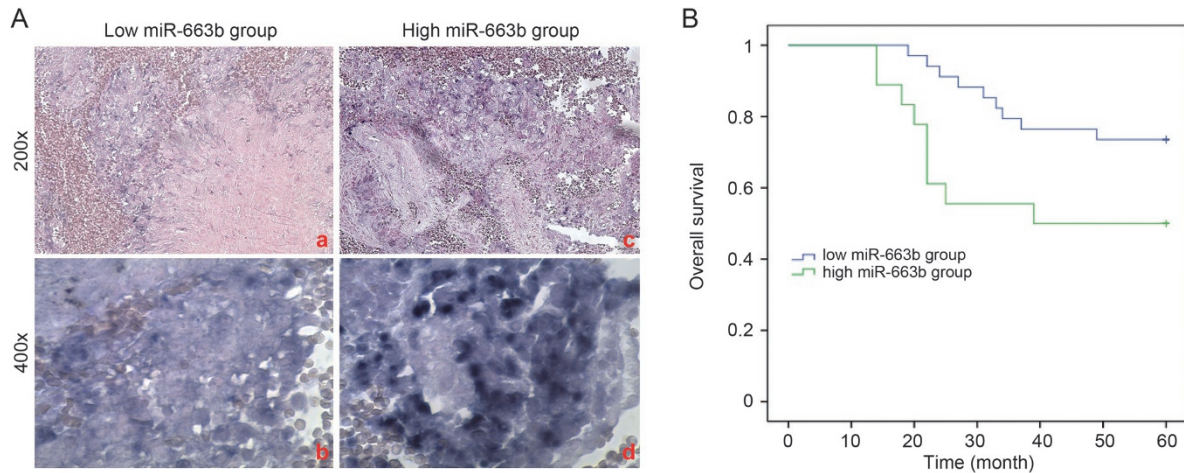 A
Low miR-663b group
High miR-663b group
200x
a
c
400x
b
d
B
Overall survival
1
0.8
0.6
0.4
0.2
0
low miR-663b group
high miR-663b group
0
10
20
30
40
50
60
Time (month)